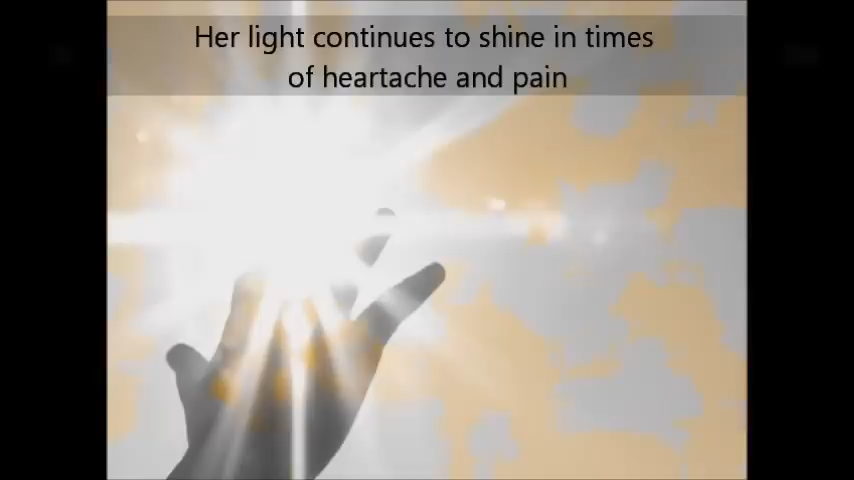 Her light continues to shine in times
of heartache and pain